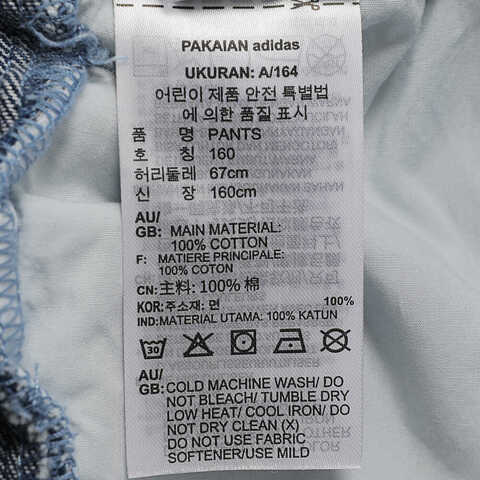 PAKAIAN adidas
UKURAN: A/164
어린이 제품 안전 특별법
에 의한 품질 표시
품 명 PANTS
호 칭 160
허리둘레 67cm
신 장 160cm
AU/
GB: MAIN MATERIAL:
100% COTTON
F: MATIERE PRINCIPALE:
100% COTON
CN: 主料: 100% 棉
KOR: 주소재: 면 100%
IND: MATERIAL UTAMA: 100% KATUN
30
AU/
GB: COLD MACHINE WASH/ DO
NOT BLEACH/ TUMBLE DRY
LOW HEAT/ COOL IRON/ DO
NOT DRY CLEAN (X)
DO NOT USE FABRIC
SOFTENER/USE MILD